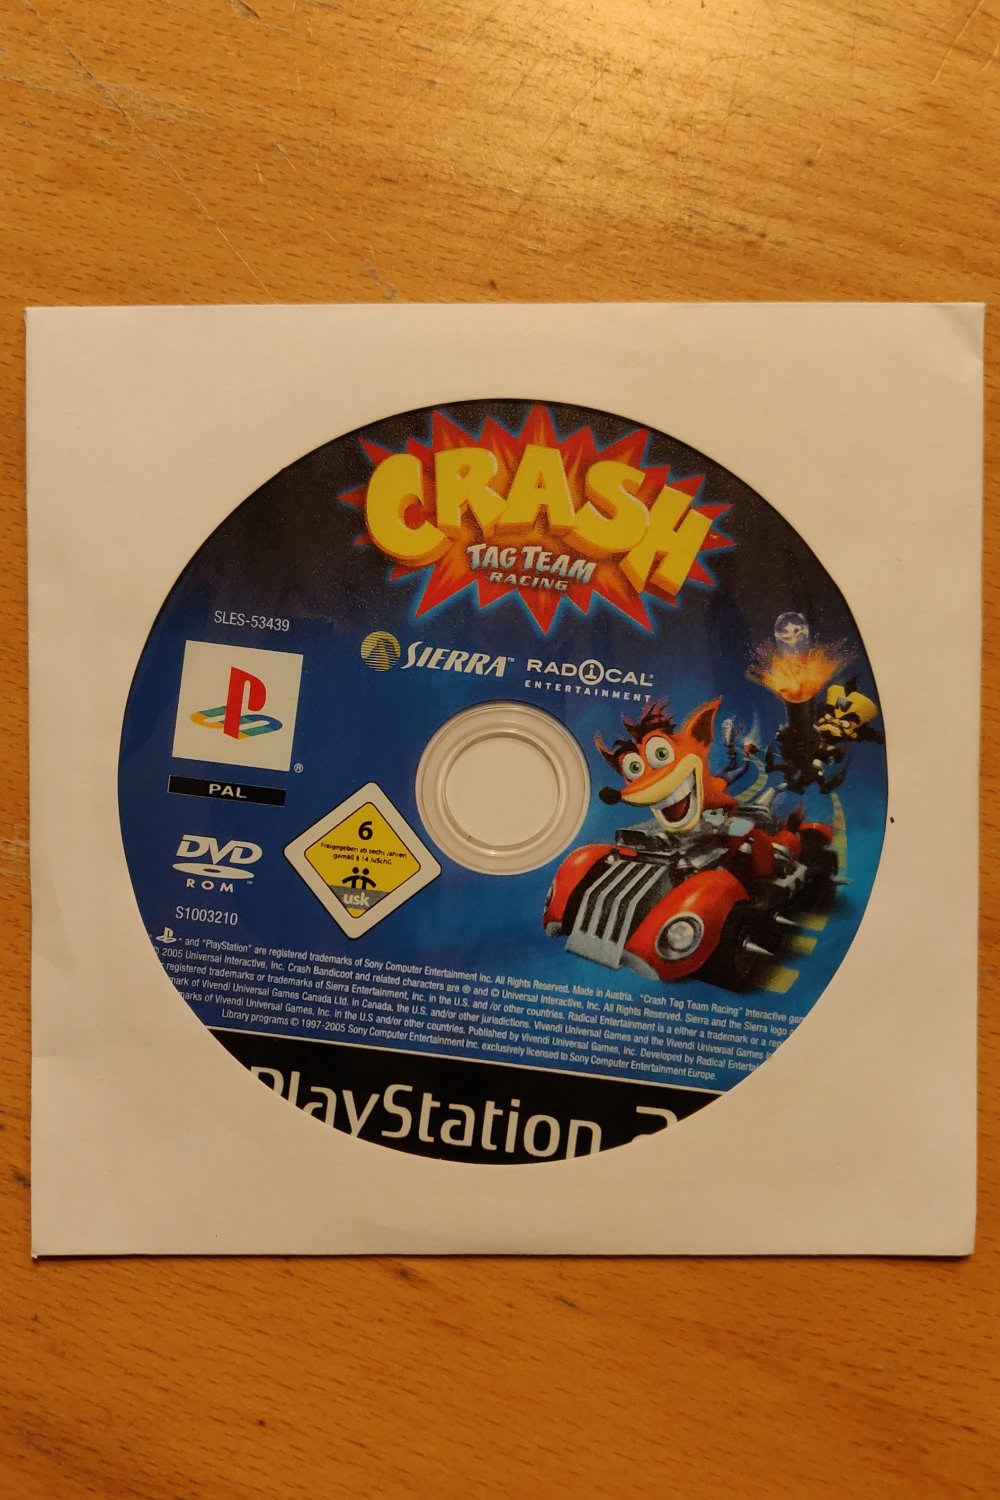 CRASH™
TAG TEAM
RACING
SLES-53439
SIERRA™ RADICAL®
ENTERTAINMENT
®
PAL
DVD
ROM™
6
Freigegeben ab sechs Jahren
gemäß § 14 JuSchG
usk
S1003210
" and "PlayStation" are registered trademarks of Sony Computer Entertainment Inc. All Rights Reserved. Made in Austria. "Crash Tag Team Racing" Interactive
© 2005 Universal Interactive, Inc. Crash Bandicoot and related characters are ® and © Universal Interactive, Inc. All Rights Reserved. Sierra and the Sierra logo
registered trademarks or trademarks of Sierra Entertainment, Inc. in the U.S. and /or other countries. Radical Entertainment is a either a trademark or a
of Vivendi Universal Games Canada Ltd. In Canada, the U.S. and/or other jurisdictions. Vivendi Universal Games and the Vivendi Universal Games
of Vivendi Universal Games, Inc. in the U.S and/or other countries. Published by Vivendi Universal Games, Inc. Developed by Radical
Library programs © 1997-2005 Sony Computer Entertainment Inc. exclusively licensed to Sony Computer Entertainment Europe.
PlayStation 2